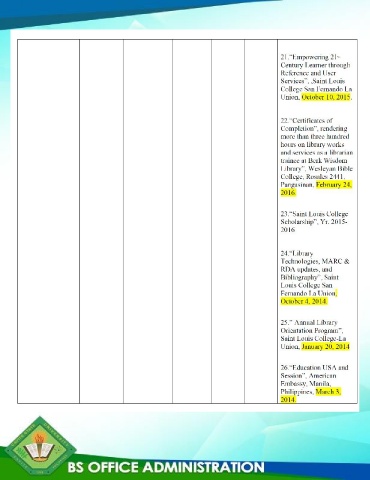 21."Empowering 21-
Century Learner through
Reference and User
Services", ,Saint Louis
College San Fernando La
Union, October 10, 2015.
22."Certificates of
Completion", rendering
more than three hundred
hours on library works
and services as a librarian
trainee at Beak Wisdom
Library", Wesleyan Bible
College, Rosales 2441,
Pangasinan, February 24,
2016.
23."Saint Louis College
Scholarship", Yr. 2015-
2016
24."Library
Technologies, MARC &
RDA updates, and
Bibliography", Saint
Louis College San
Fernando La Union,
October 4, 2014.
25." Annual Library
Orientation Program",
Saint Louis College-La
Union, January 20, 2014
26."Education USA and
Session", American
Embassy, Manila,
Philippines, March 3,
2014.
BS OFFICE ADMINISTRATION